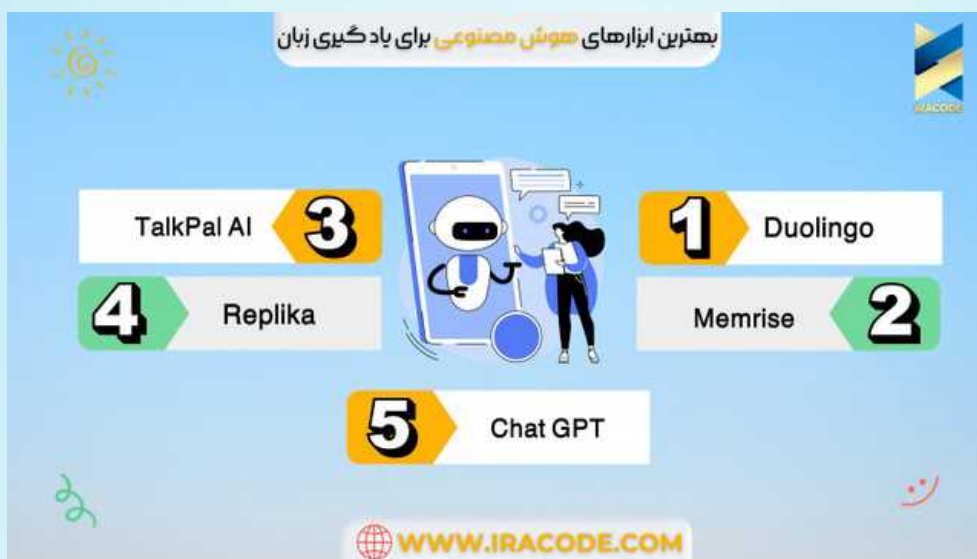 بهترین ابزارهای هوش مصنوعی برای یادگیری زبان
IRACODE
1 Duolingo
2 Memrise
3 TalkPal AI
4 Replika
5 Chat GPT
WWW.IRACODE.COM